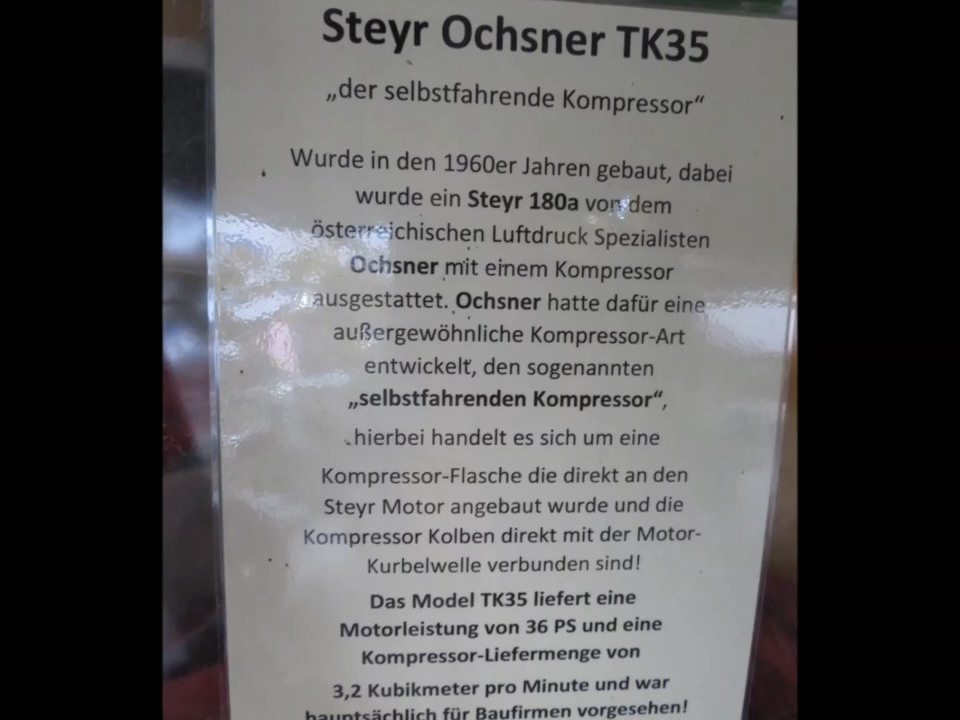 Steyr Ochsner TK35
„der selbstfahrende Kompressor“
Wurde in den 1960er Jahren gebaut, dabei
wurde ein Steyr 180a von dem
österreichischen Luftdruck Spezialisten
Ochsner mit einem Kompressor
ausgestattet. Ochsner hatte dafür eine
außergewöhnliche Kompressor-Art
entwickelt, den sogenannten
„selbstfahrenden Kompressor“,
hierbei handelt es sich um eine
Kompressor-Flasche die direkt an den
Steyr Motor angebaut wurde und die
Kompressor Kolben direkt mit der Motor-
Kurbelwelle verbunden sind!
Das Model TK35 liefert eine
Motorleistung von 36 PS und eine
Kompressor-Liefermenge von
3,2 Kubikmeter pro Minute und war
hauptsächlich für Baufirmen vorgesehen!